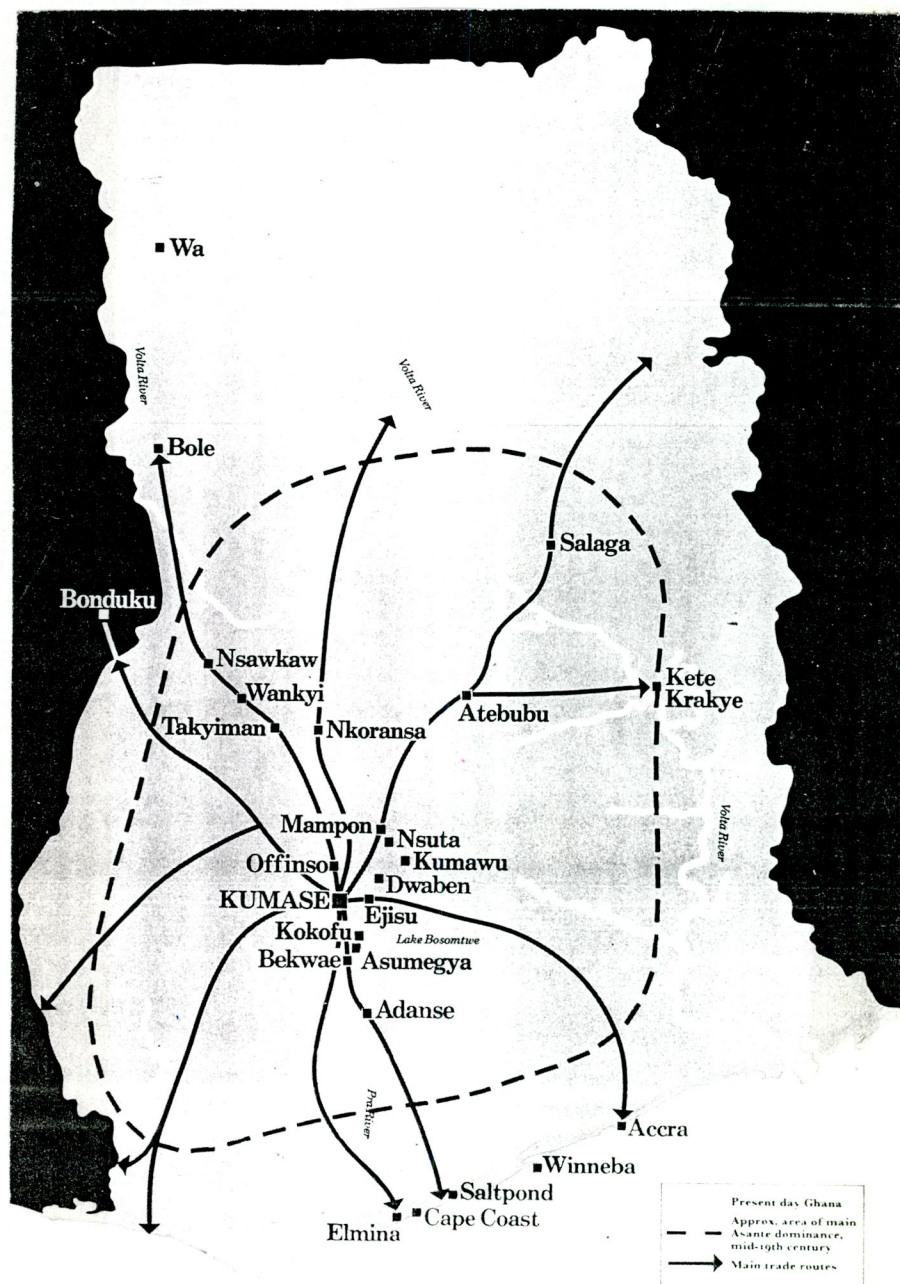 Wa
Volta River
Volta River
Bole
Salaga
Bonduku
Nsawkaw
Wankyi
Kete
Krakye
Atebubu
Takyiman
Nkoransa
Mampon
Nsuta
Volta River
Kumawu
Offinso
Dwaben
KUMASE
Ejisu
Kokofu
Lake Bosomtwe
Bekwae
Asumegya
Adanse
Pra River
Accra
Winneba
Saltpond
Cape Coast
Elmina
Present day Ghana
Approx. area of main
Asante dominance,
mid-19th century
Main trade routes